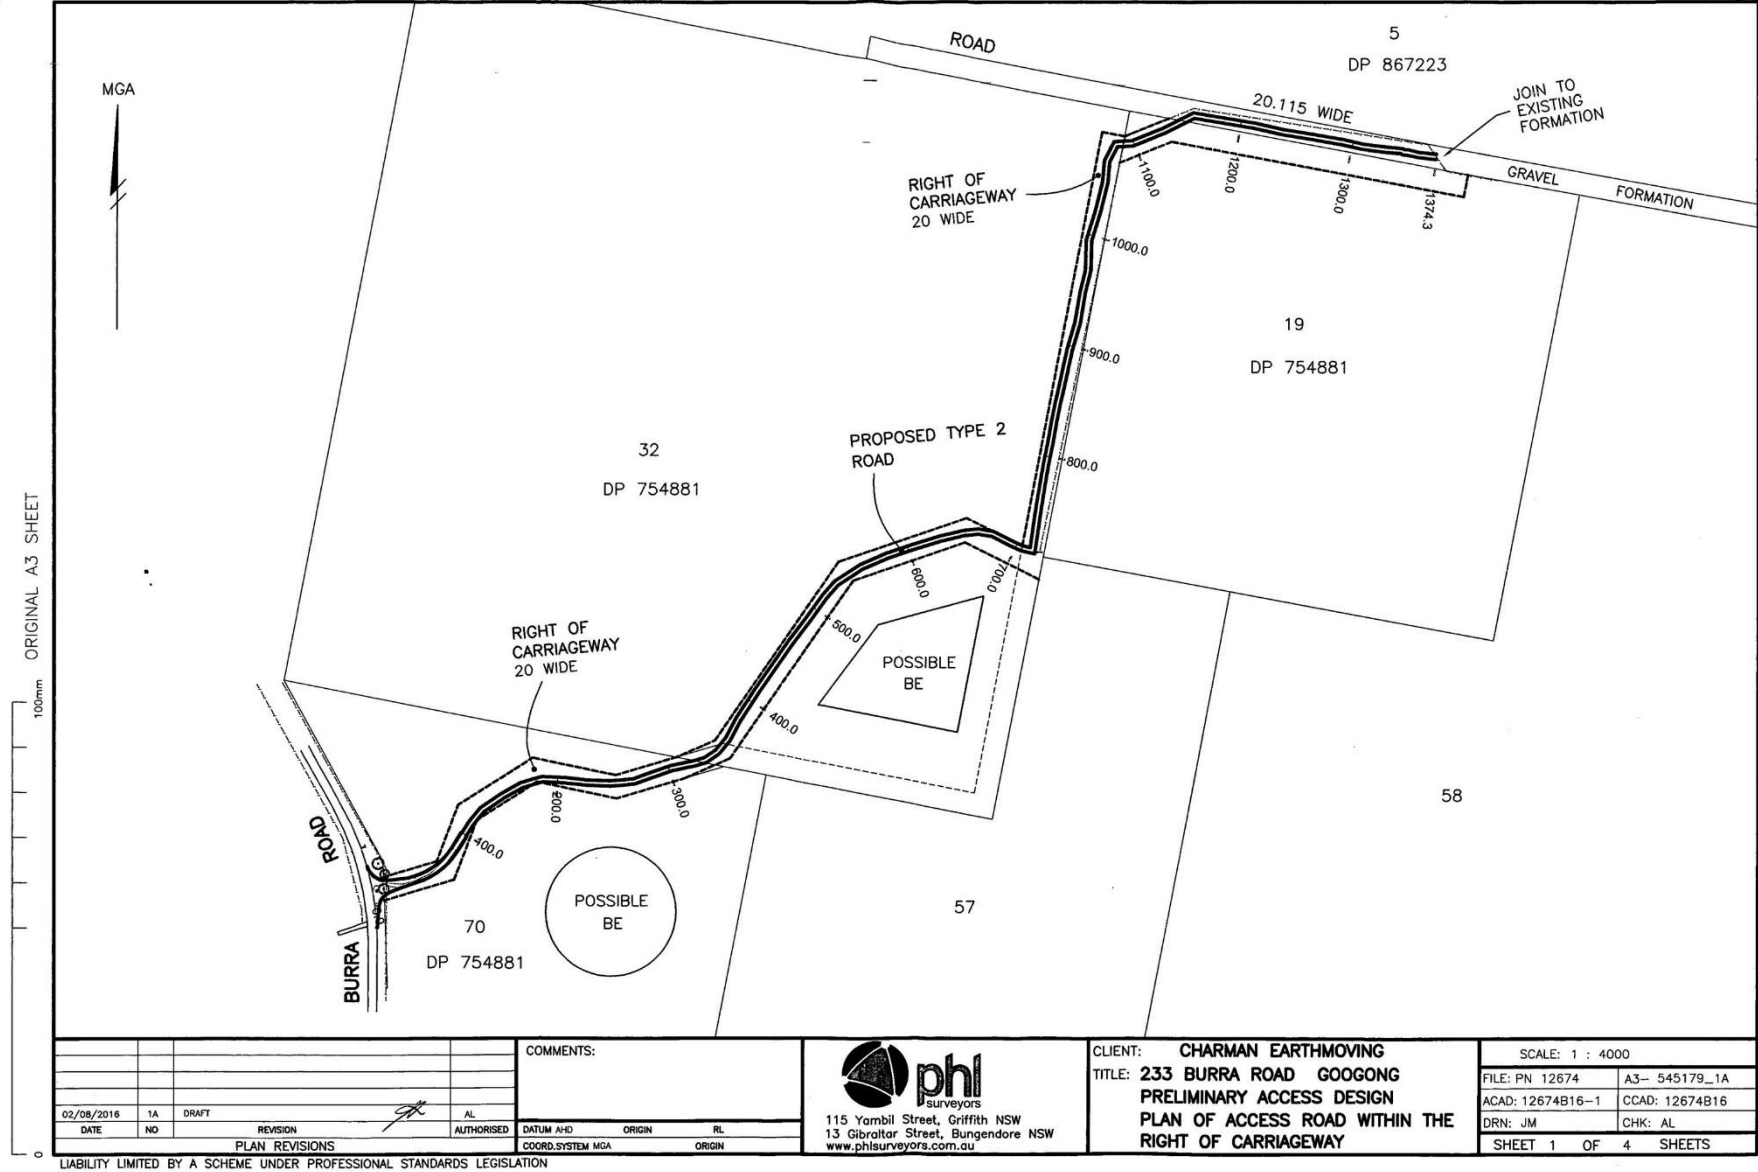 5
DP 867223
ROAD
MGA
20.115 WIDE
JOIN TO
EXISTING
FORMATION
RIGHT OF
CARRIAGEWAY
20 WIDE
1100.0
1200.0
1300.0
1374.3
GRAVEL FORMATION
1000.0
19
DP 754881
900.0
800.0
32
DP 754881
PROPOSED TYPE 2
ROAD
700.0
600.0
500.0
POSSIBLE
BE
RIGHT OF
CARRIAGEWAY
20 WIDE
400.0
300.0
200.0
100.0
58
57
POSSIBLE
BE
70
DP 754881
ROAD
BURRA
ORIGINAL A3 SHEET
100mm
0
COMMENTS:
02/08/2016 1A DRAFT AL
DATE NO REVISION AUTHORISED
PLAN REVISIONS
DATUM AHD ORIGIN RL
COORD.SYSTEM MGA ORIGIN
phl
surveyors
115 Yambil Street, Griffith NSW
13 Gibraltar Street, Bungendore NSW
www.phlsurveyors.com.au
CLIENT: CHARMAN EARTHMOVING
TITLE: 233 BURRA ROAD GOOGONG
PRELIMINARY ACCESS DESIGN
PLAN OF ACCESS ROAD WITHIN THE
RIGHT OF CARRIAGEWAY
SCALE: 1 : 4000
FILE: PN 12674 A3- 545179_1A
ACAD: 12674B16-1 CCAD: 12674B16
DRN: JM CHK: AL
SHEET 1 OF 4 SHEETS
LIABILITY LIMITED BY A SCHEME UNDER PROFESSIONAL STANDARDS LEGISLATION